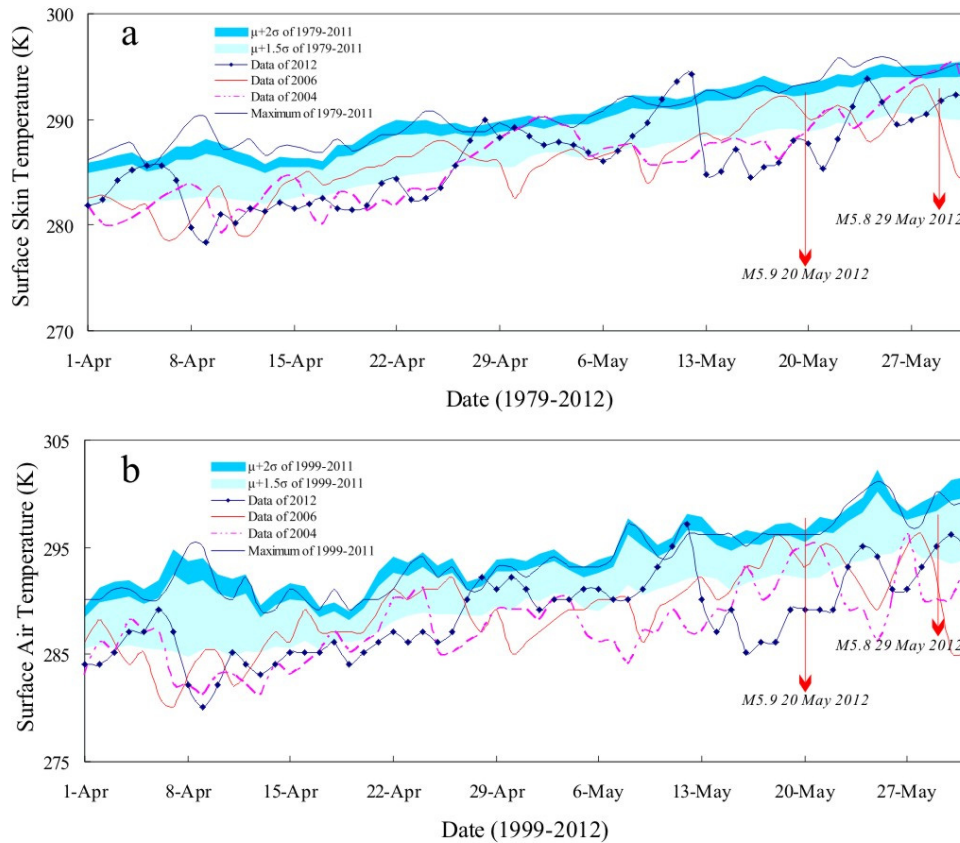 a
Surface Skin Temperature (K)
300
290
280
270
μ+2σ of 1979-2011
μ+1.5σ of 1979-2011
Data of 2012
Data of 2006
Data of 2004
Maximum of 1979-2011
M5.8 29 May 2012
M5.9 20 May 2012
1-Apr 8-Apr 15-Apr 22-Apr 29-Apr 6-May 13-May 20-May 27-May
Date (1979-2012)
b
Surface Air Temperature (K)
305
295
285
275
μ+2σ of 1999-2011
μ+1.5σ of 1999-2011
Data of 2012
Data of 2006
Data of 2004
Maximum of 1999-2011
M5.8 29 May 2012
M5.9 20 May 2012
1-Apr 8-Apr 15-Apr 22-Apr 29-Apr 6-May 13-May 20-May 27-May
Date (1999-2012)